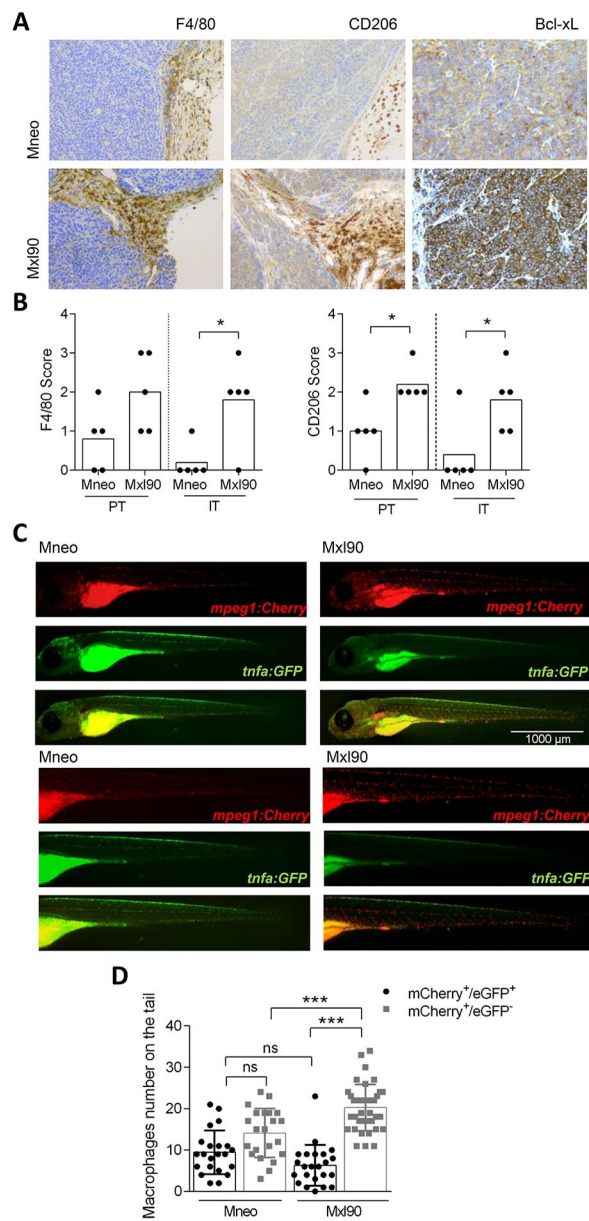 A
F4/80 CD206 Bcl-xL
Mneo
Mxl90
B
F4/80 Score
4
3
2
1
0
*
Mneo Mxl90 Mneo Mxl90
PT IT
CD206 Score
4
3
2
1
0
* *
Mneo Mxl90 Mneo Mxl90
PT IT
C
Mneo Mxl90
mpeg1:Cherry mpeg1:Cherry
tnfa:GFP tnfa:GFP
1000 µm
Mneo Mxl90
mpeg1:Cherry mpeg1:Cherry
tnfa:GFP tnfa:GFP
D
mCherry+/eGFP+
mCherry+/eGFP-
Macrophages number on the tail
40
30
20
10
0
***
***
ns
ns
Mneo Mxl90